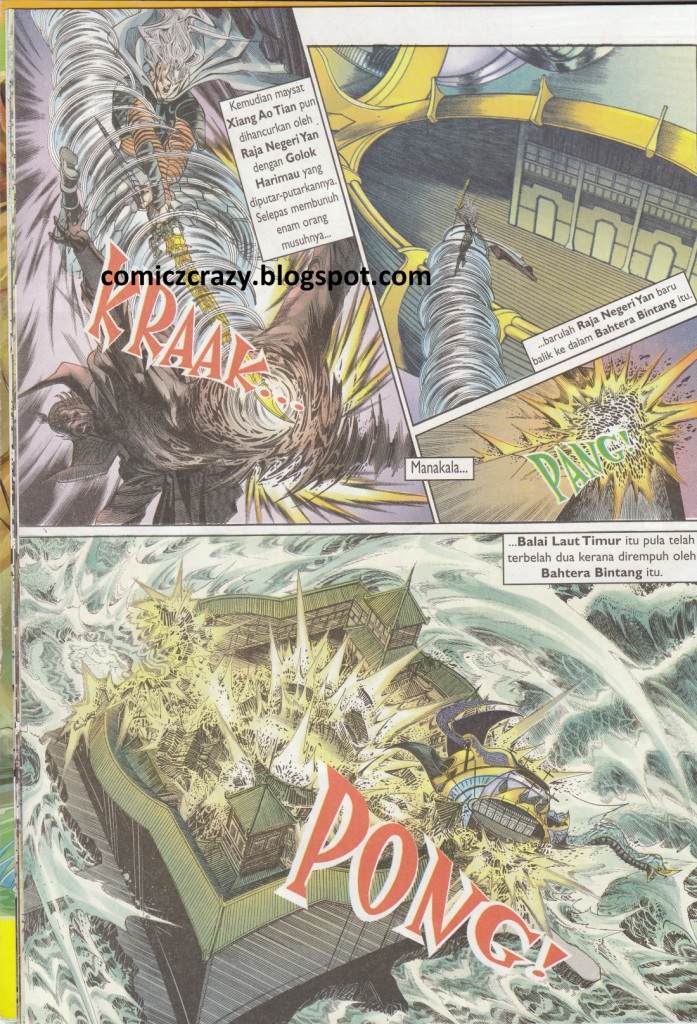 Kemudian maysat
Xiang Ao Tian pun
dihancurkan oleh
Raja Negeri Yan
dengan Golok
Harimau yang
diputar-putarkannya.
Selepas membunuh
enam orang
musuhnya...
comiczcrazy.blogspot.com
KRAAK...
...barulah Raja Negeri Yan baru
balik ke dalam Bahtera Bintang itu.
Manakala...
PANG!
...Balai Laut Timur itu pula telah
terbelah dua kerana dirempuh oleh
Bahtera Bintang itu.
PONG!